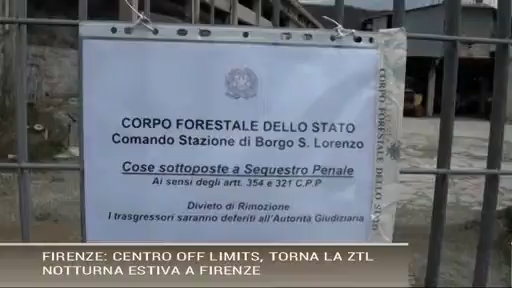 CORPO FORESTALE DELLO STATO
Comando Stazione di Borgo S. Lorenzo
Cose sottoposte a Sequestro Penale
Ai sensi degli artt. 354 e 321 C.P.P
Divieto di Rimozione
I trasgressori saranno deferiti all'Autorità Giudiziaria
CORPO FORESTALE DELLO STATO
FIRENZE: CENTRO OFF LIMITS, TORNA LA ZTL
NOTTURNA ESTIVA A FIRENZE